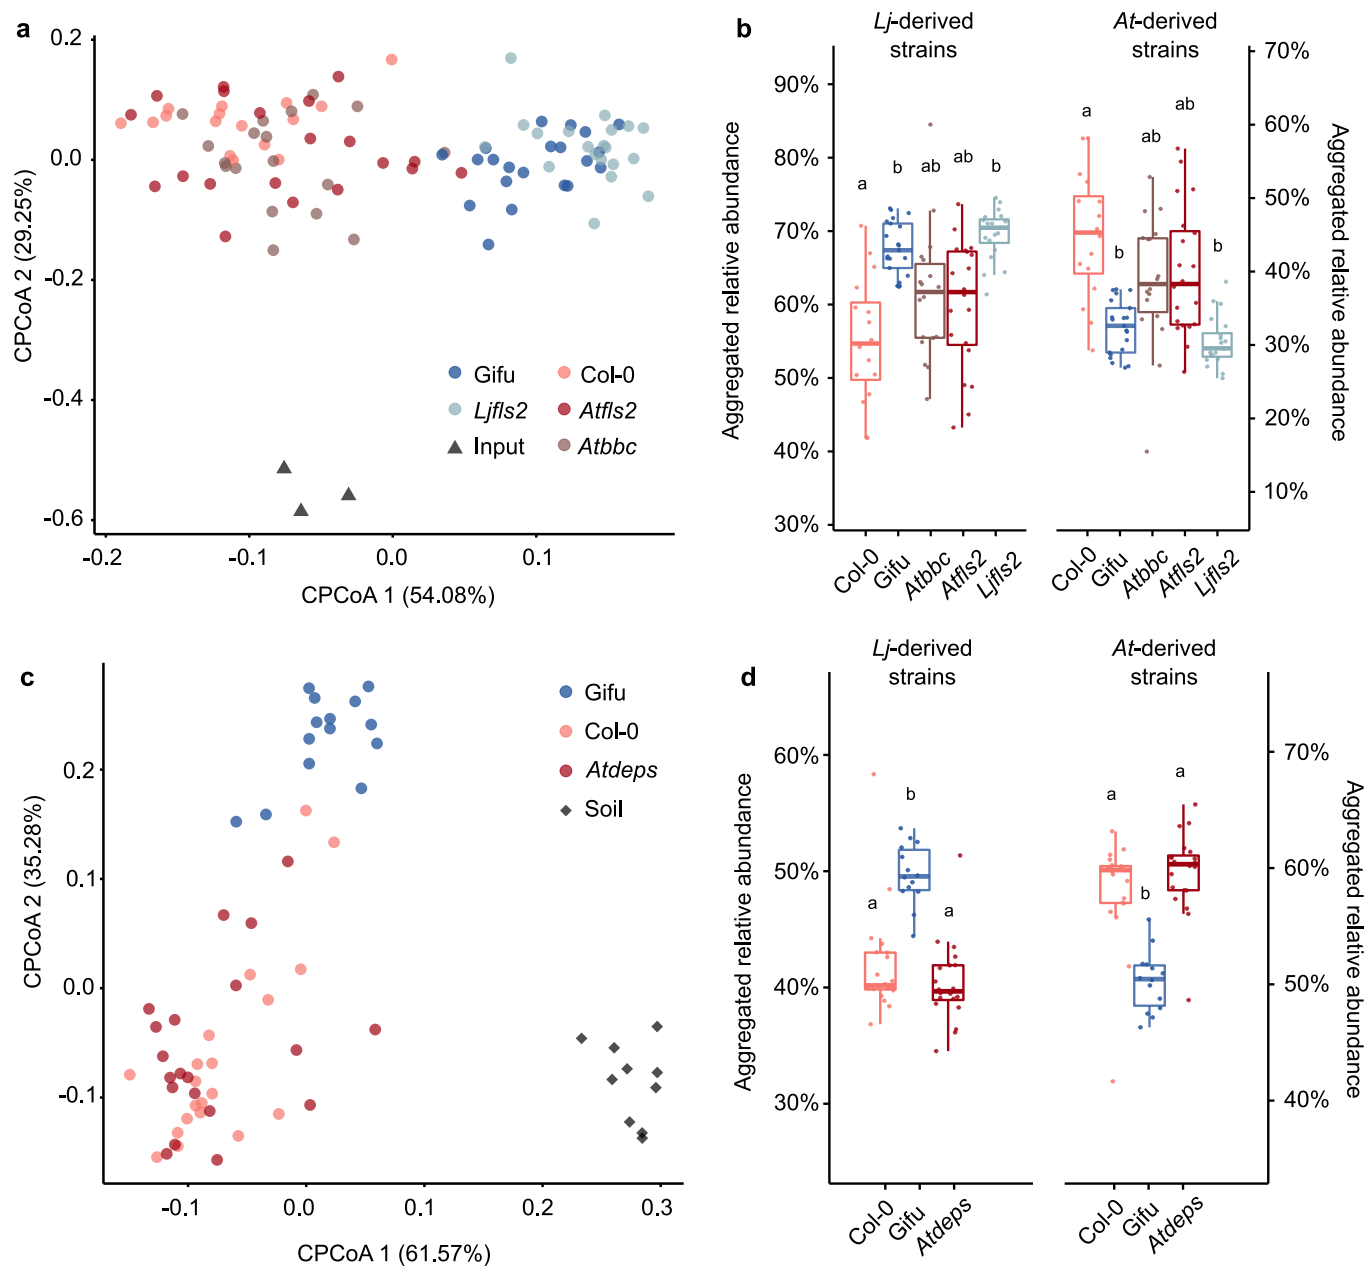 a
0.2
0.0
-0.2
-0.4
-0.6
CPCoA 2 (29.25%)
-0.2
-0.1
0.0
0.1
CPCoA 1 (54.08%)
Gifu
Col-0
Ljfls2
Atfls2
Input
Atbbc
b
Lj-derived
strains
At-derived
strains
Aggregated relative abundance
90%
80%
70%
60%
50%
40%
30%
a
b
ab
ab
b
a
b
ab
ab
b
70%
60%
50%
40%
30%
20%
10%
Aggregated relative abundance
Col-0
Gifu
Atbbc
Atfls2
Ljfls2
Col-0
Gifu
Atbbc
Atfls2
Ljfls2
c
0.2
0.1
0.0
-0.1
CPCoA 2 (35.28%)
-0.1
0.0
0.1
0.2
0.3
CPCoA 1 (61.57%)
Gifu
Col-0
Atdeps
Soil
d
Lj-derived
strains
At-derived
strains
Aggregated relative abundance
60%
50%
40%
30%
a
b
a
a
b
a
70%
60%
50%
40%
Aggregated relative abundance
Col-0
Gifu
Atdeps
Col-0
Gifu
Atdeps